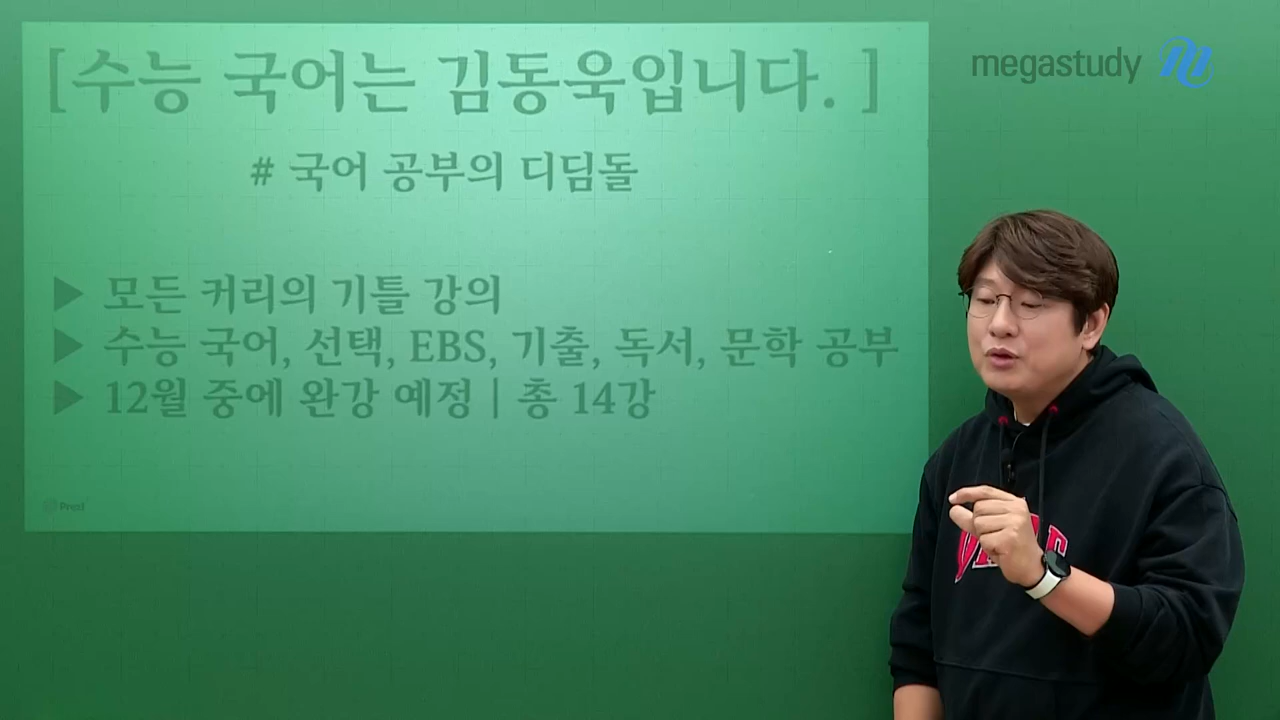 [수능 국어는 김동욱입니다. ]
megastudy
# 국어 공부의 디딤돌
▶ 모든 커리의 기틀 강의
▶ 수능 국어, 선택, EBS, 기출, 독서, 문학 공부
▶ 12월 중에 완강 예정 | 총 14강
Prezi